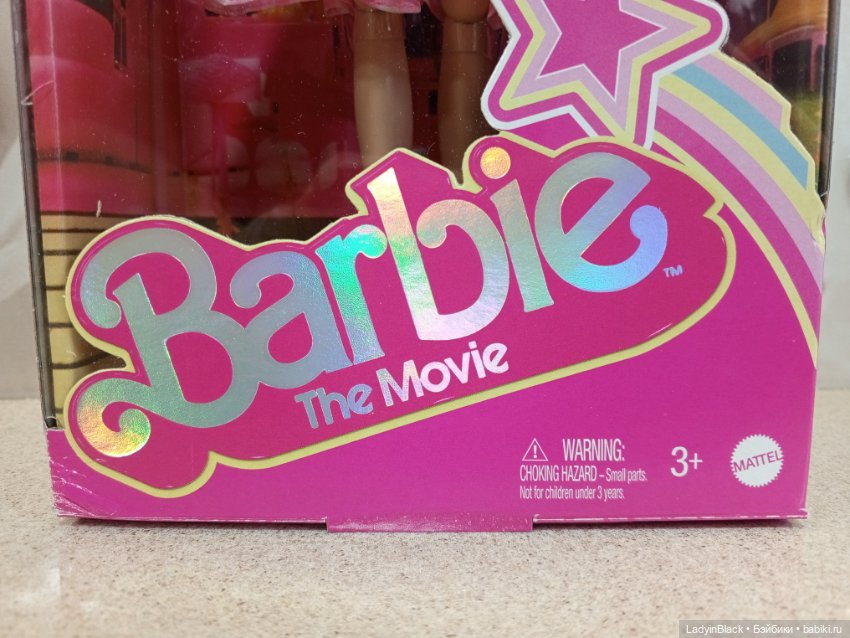 Barbie™
The Movie
WARNING:
CHOKING HAZARD – Small parts.
Not for children under 3 years.
3+
MATTEL
LadyinBlack • Бэйбики • babiki.ru